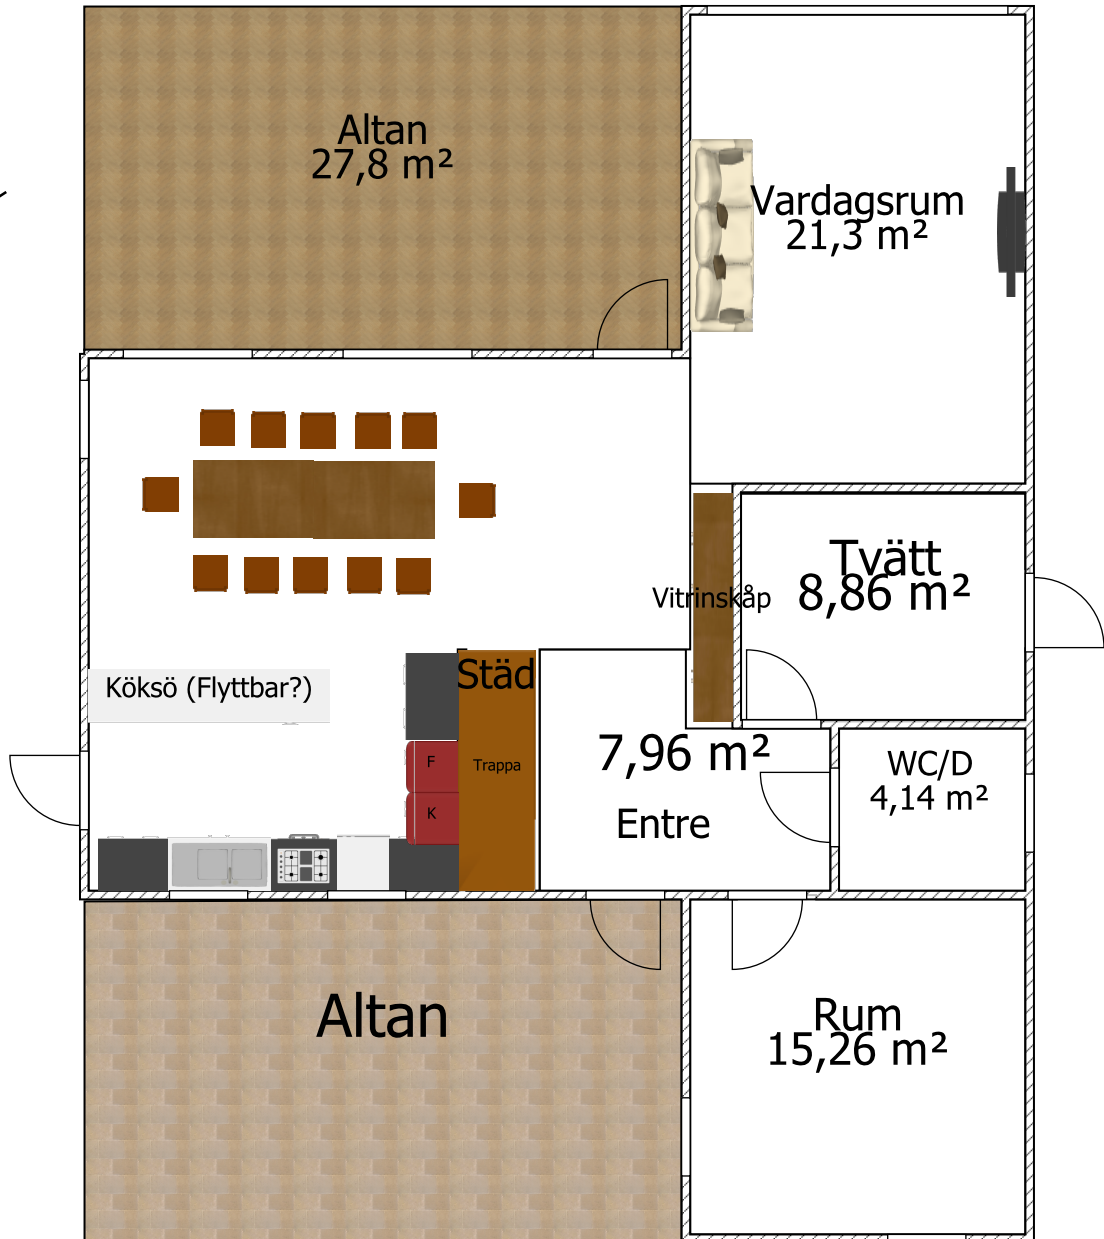 Altan
27,8 m²
Vardagsrum
21,3 m²
Tvätt
8,86 m²
Vitrinskåp
Städ
Köksö (Flyttbar?)
F
Trappa
K
7,96 m²
Entre
WC/D
4,14 m²
Altan
Rum
15,26 m²